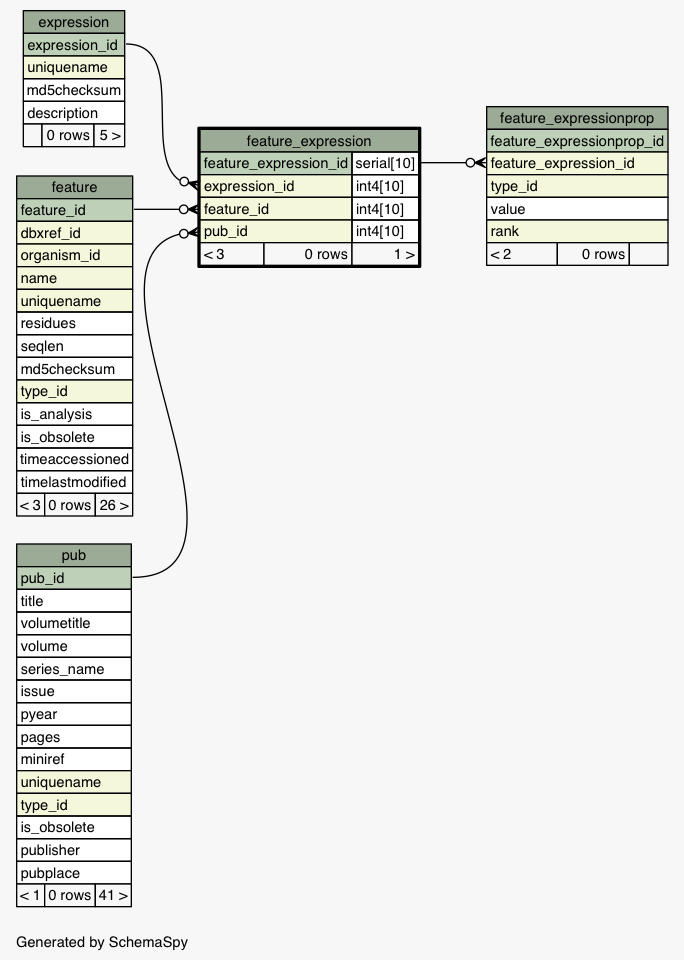 expression
expression_id
uniquename
md5checksum
description
0 rows 5 >
feature
feature_id
dbxref_id
organism_id
name
uniquename
residues
seqlen
md5checksum
type_id
is_analysis
is_obsolete
timeaccessioned
timelastmodified
< 3 0 rows 26 >
pub
pub_id
title
volumetitle
volume
series_name
issue
pyear
pages
miniref
uniquename
type_id
is_obsolete
publisher
pubplace
< 1 0 rows 41 >
feature_expression
feature_expression_id serial[10]
expression_id int4[10]
feature_id int4[10]
pub_id int4[10]
< 3 0 rows 1 >
feature_expressionprop
feature_expressionprop_id
feature_expression_id
type_id
value
rank
< 2 0 rows
Generated by SchemaSpy